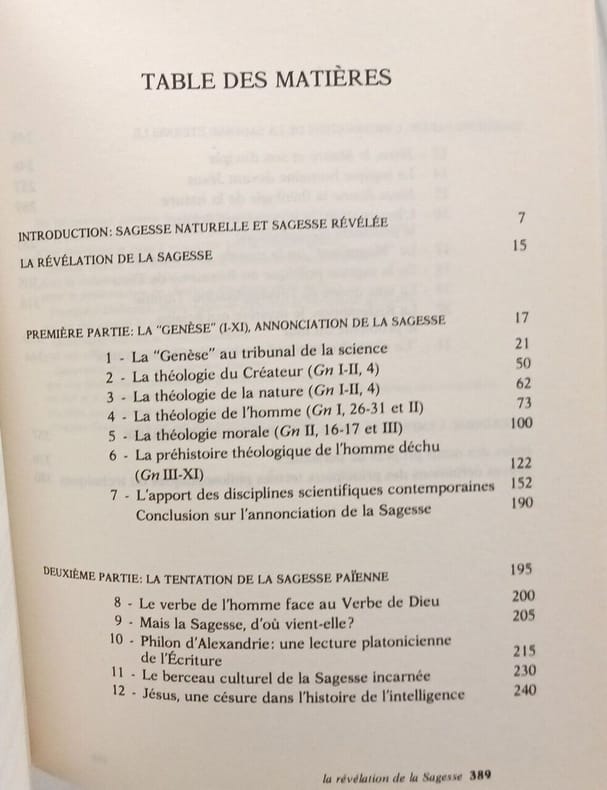 TABLE DES MATIÈRES
INTRODUCTION: SAGESSE NATURELLE ET SAGESSE RÉVÉLÉE 7
LA RÉVÉLATION DE LA SAGESSE 15
PREMIÈRE PARTIE: LA "GENÈSE" (I-XI), ANNONCIATION DE LA SAGESSE 17
1 - La "Genèse" au tribunal de la science 21
2 - La théologie du Créateur (Gn I-II, 4) 50
3 - La théologie de la nature (Gn I-II, 4) 62
4 - La théologie de l'homme (Gn I, 26-31 et II) 73
5 - La théologie morale (Gn II, 16-17 et III) 100
6 - La préhistoire théologique de l'homme déchu
(Gn III-XI) 122
7 - L'apport des disciplines scientifiques contemporaines 152
Conclusion sur l'annonciation de la Sagesse 190
DEUXIÈME PARTIE: LA TENTATION DE LA SAGESSE PAÏENNE 195
8 - Le verbe de l'homme face au Verbe de Dieu 200
9 - Mais la Sagesse, d'où vient-elle? 205
10 - Philon d'Alexandrie: une lecture platonicienne
de l'Écriture 215
11 - Le berceau culturel de la Sagesse incarnée 230
12 - Jésus, une césure dans l'histoire de l'intelligence 240
la révélation de la Sagesse 389